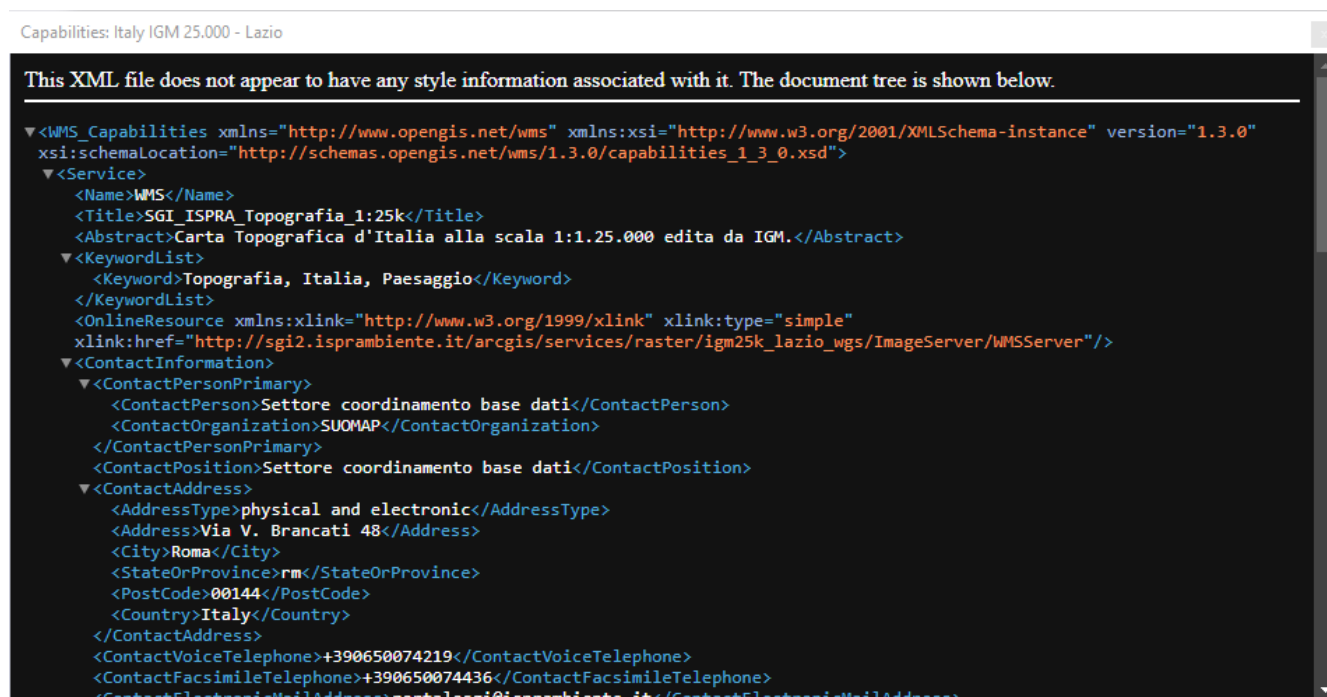 Capabilities: Italy IGM 25.000 - Lazio
This XML file does not appear to have any style information associated with it. The document tree is shown below.
▼<WMS_Capabilities xmlns="http://www.opengis.net/wms" xmlns:xsi="http://www.w3.org/2001/XMLSchema-instance" version="1.3.0"
xsi:schemaLocation="http://schemas.opengis.net/wms/1.3.0/capabilities_1_3_0.xsd">
▼<Service>
<Name>WMS</Name>
<Title>SGI_ISPRA_Topografia_1:25k</Title>
<Abstract>Carta Topografica d'Italia alla scala 1:1.25.000 edita da IGM.</Abstract>
▼<KeywordList>
<Keyword>Topografia, Italia, Paesaggio</Keyword>
</KeywordList>
<OnlineResource xmlns:xlink="http://www.w3.org/1999/xlink" xlink:type="simple"
xlink:href="http://sgi2.isprambiente.it/arcgis/services/raster/igm25k_lazio_wgs/ImageServer/WMSServer"/>
▼<ContactInformation>
▼<ContactPersonPrimary>
<ContactPerson>Settore coordinamento base dati</ContactPerson>
<ContactOrganization>SUOMAP</ContactOrganization>
</ContactPersonPrimary>
<ContactPosition>Settore coordinamento base dati</ContactPosition>
▼<ContactAddress>
<AddressType>physical and electronic</AddressType>
<Address>Via V. Brancati 48</Address>
<City>Roma</City>
<StateOrProvince>rm</StateOrProvince>
<PostCode>00144</PostCode>
<Country>Italy</Country>
</ContactAddress>
<ContactVoiceTelephone>+390650074219</ContactVoiceTelephone>
<ContactFacsimileTelephone>+390650074436</ContactFacsimileTelephone>
<ContactElectronicMailAddress>portalesgi@isprambiente.it</ContactElectronicMailAddress>